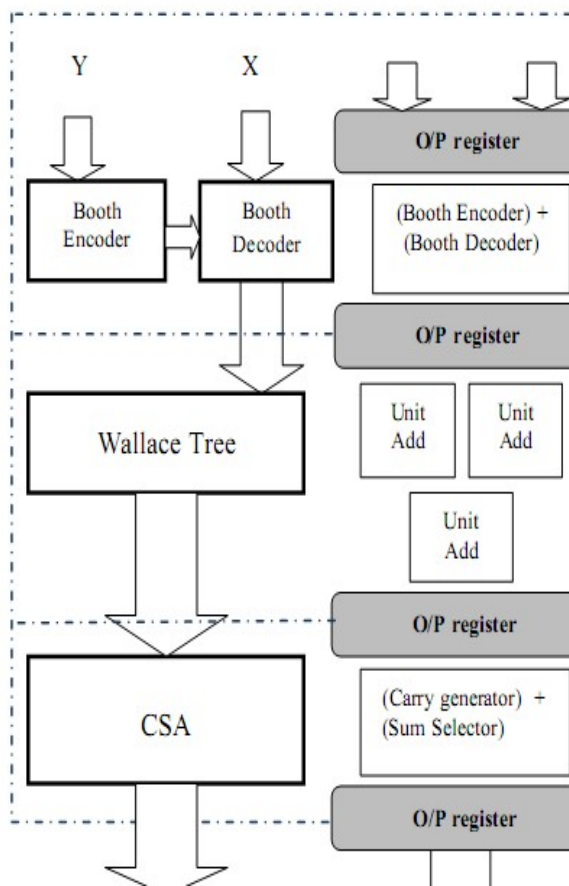 Y
X
O/P register
Booth
Encoder
Booth
Decoder
(Booth Encoder) +
(Booth Decoder)
O/P register
Wallace Tree
Unit
Add
Unit
Add
Unit
Add
O/P register
CSA
(Carry generator) +
(Sum Selector)
O/P register